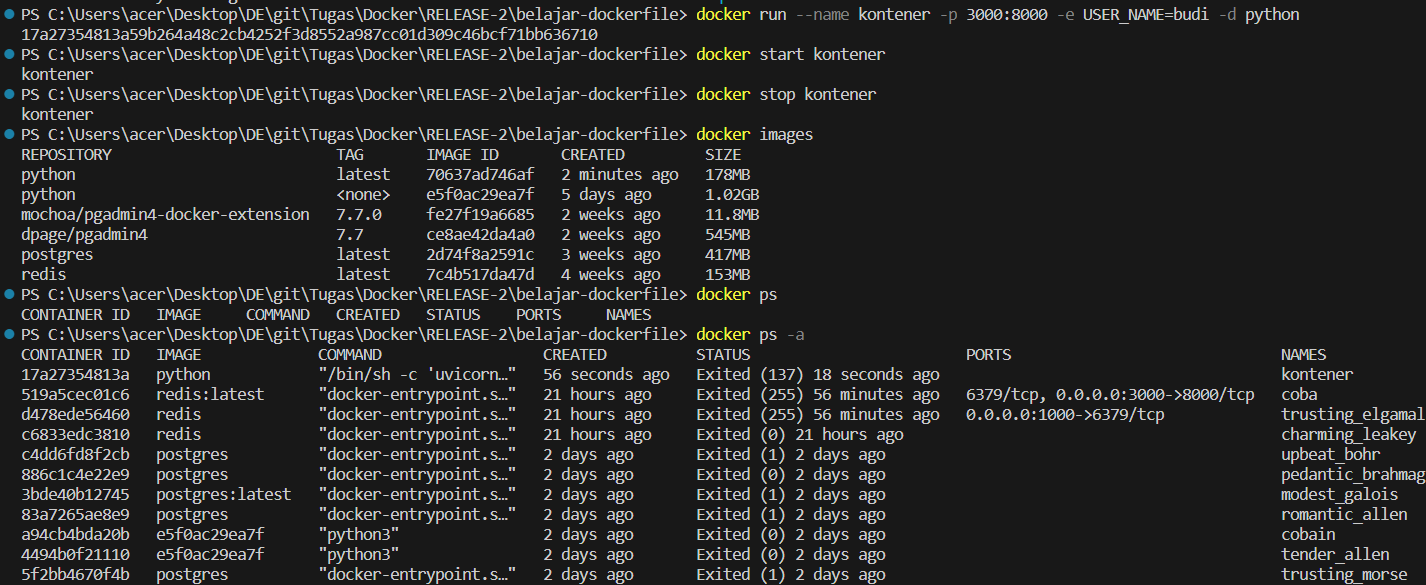 PS C:\Users\acer\Desktop\DE\git\Tugas\Docker\RELEASE-2\belajar-dockerfile> docker run --name kontener -p 3000:8000 -e USER_NAME=budi -d python
17a27354813a59b264a48c2cb4252f3d8552a987cc01d309c46bcf71bb636710
PS C:\Users\acer\Desktop\DE\git\Tugas\Docker\RELEASE-2\belajar-dockerfile> docker start kontener
kontener
PS C:\Users\acer\Desktop\DE\git\Tugas\Docker\RELEASE-2\belajar-dockerfile> docker stop kontener
kontener
PS C:\Users\acer\Desktop\DE\git\Tugas\Docker\RELEASE-2\belajar-dockerfile> docker images
REPOSITORY TAG IMAGE ID CREATED SIZE
python latest 70637ad746af 2 minutes ago 178MB
python <none> e5f0ac29ea7f 5 days ago 1.02GB
mochoa/pgadmin4-docker-extension 7.7.0 fe27f19a6685 2 weeks ago 11.8MB
dpage/pgadmin4 7.7 ce8ae42da4a0 2 weeks ago 545MB
postgres latest 2d74f8a2591c 3 weeks ago 417MB
redis latest 7c4b517da47d 4 weeks ago 153MB
PS C:\Users\acer\Desktop\DE\git\Tugas\Docker\RELEASE-2\belajar-dockerfile> docker ps
CONTAINER ID IMAGE COMMAND CREATED STATUS PORTS NAMES
PS C:\Users\acer\Desktop\DE\git\Tugas\Docker\RELEASE-2\belajar-dockerfile> docker ps -a
CONTAINER ID IMAGE COMMAND CREATED STATUS PORTS NAMES
17a27354813a python "/bin/sh -c 'uvicorn…" 56 seconds ago Exited (137) 18 seconds ago kontener
519a5cec01c6 redis:latest "docker-entrypoint.s…" 21 hours ago Exited (255) 56 minutes ago 6379/tcp, 0.0.0.0:3000->8000/tcp coba
d478ede56460 redis "docker-entrypoint.s…" 21 hours ago Exited (255) 56 minutes ago 0.0.0.0:1000->6379/tcp trusting_elgamal
c6833edc3810 redis "docker-entrypoint.s…" 21 hours ago Exited (0) 21 hours ago charming_leakey
c4dd6fd8f2cb postgres "docker-entrypoint.s…" 2 days ago Exited (1) 2 days ago upbeat_bohr
886c1c4e22e9 postgres "docker-entrypoint.s…" 2 days ago Exited (0) 2 days ago pedantic_brahmag
3bde40b12745 postgres:latest "docker-entrypoint.s…" 2 days ago Exited (1) 2 days ago modest_galois
83a7265ae8e9 postgres "docker-entrypoint.s…" 2 days ago Exited (1) 2 days ago romantic_allen
a94cb4bda20b e5f0ac29ea7f "python3" 2 days ago Exited (0) 2 days ago cobain
4494b0f21110 e5f0ac29ea7f "python3" 2 days ago Exited (0) 2 days ago tender_allen
5f2bb4670f4b postgres "docker-entrypoint.s…" 2 days ago Exited (1) 2 days ago trusting_morse